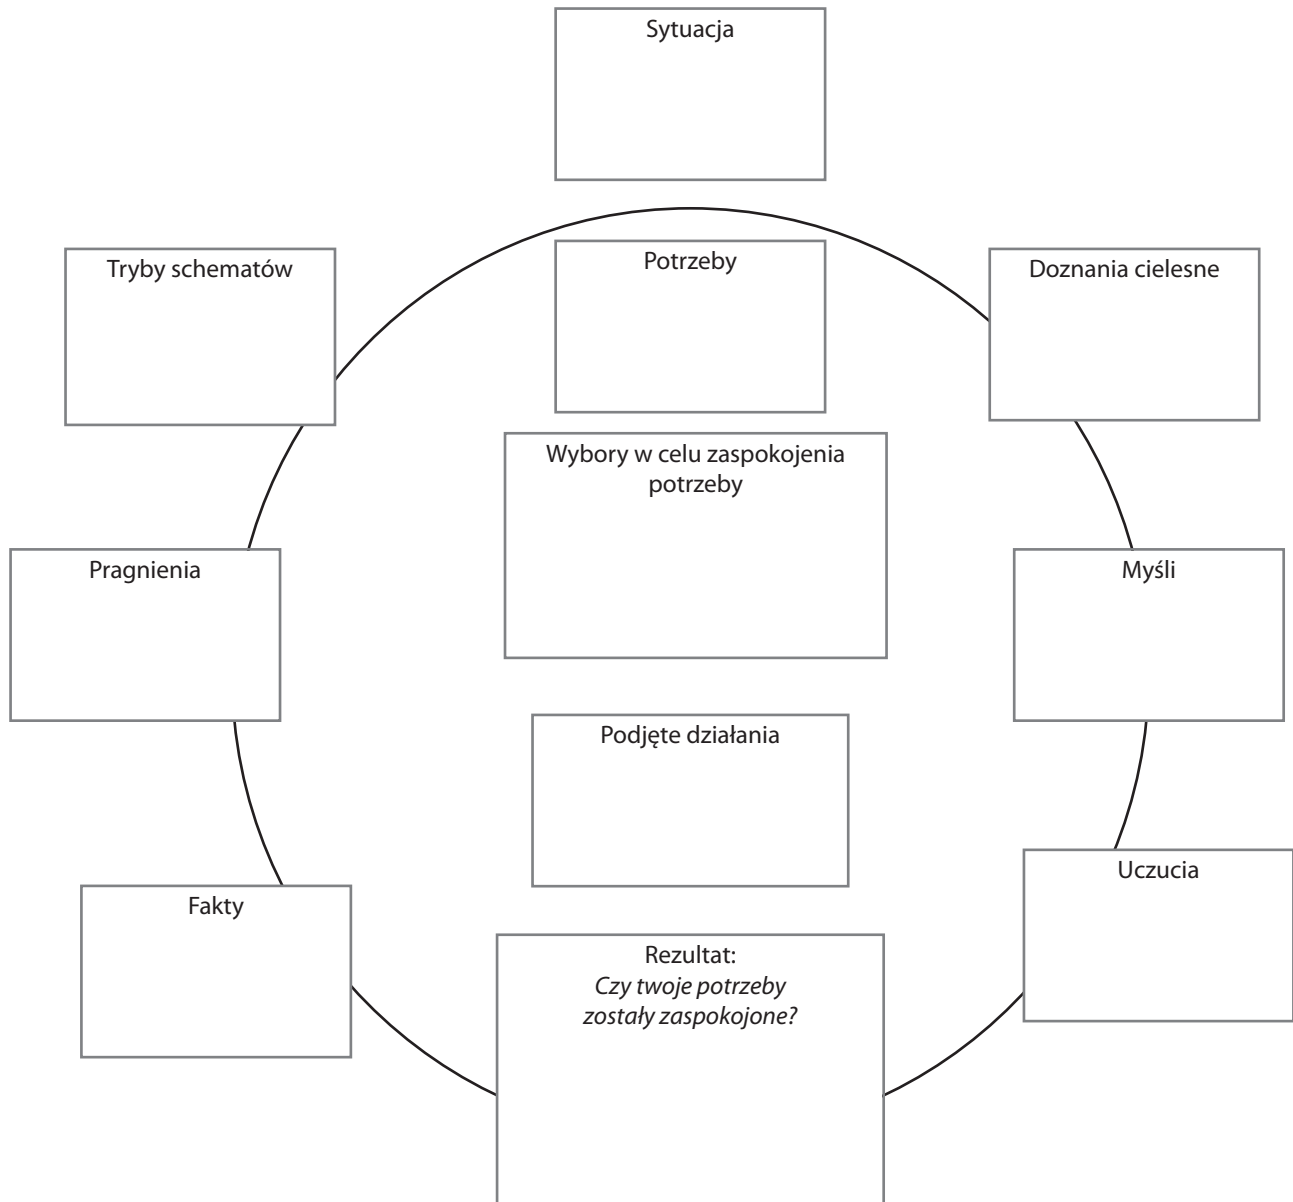 Sytuacja
Tryby schematów
Potrzeby
Doznania cielesne
Wybory w celu zaspokojenia
potrzeby
Pragnienia
Myśli
Podjęte działania
Fakty
Uczucia
Rezultat:
Czy twoje potrzeby
zostały zaspokojone?